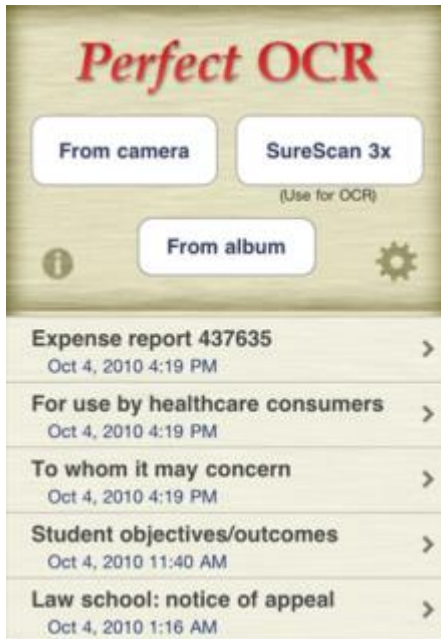 Perfect OCR
From camera
SureScan 3x
(Use for OCR)
From album
Expense report 437635
Oct 4, 2010 4:19 PM
For use by healthcare consumers
Oct 4, 2010 4:19 PM
To whom it may concern
Oct 4, 2010 4:19 PM
Student objectives/outcomes
Oct 4, 2010 11:40 AM
Law school: notice of appeal
Oct 4, 2010 1:16 AM